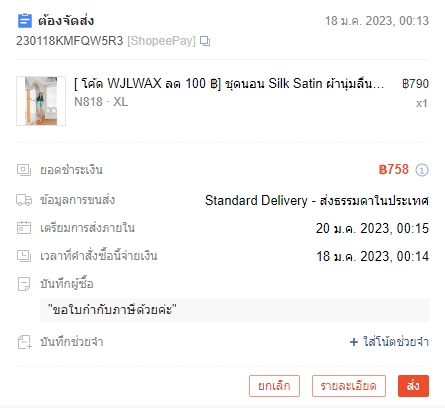 ต้องจัดส่ง 18 ม.ค. 2023, 00:13
230118KMFQW5R3 [ShopeePay]
[ โค้ด WJLWAX ลด 100 ฿] ชุดนอน Silk Satin ผ้านุ่มลื่น... ฿790
N818 · XL x1
ยอดชำระเงิน ฿758
ข้อมูลการขนส่ง Standard Delivery - ส่งธรรมดาในประเทศ
เตรียมการส่งภายใน 20 ม.ค. 2023, 00:15
เวลาที่คำสั่งซื้อนี้จ่ายเงิน 18 ม.ค. 2023, 00:14
บันทึกผู้ซื้อ
"ขอใบกำกับภาษีด้วยค่ะ"
บันทึกช่วยจำ + ใส่โน้ตช่วยจำ
ยกเลิก รายละเอียด ส่ง